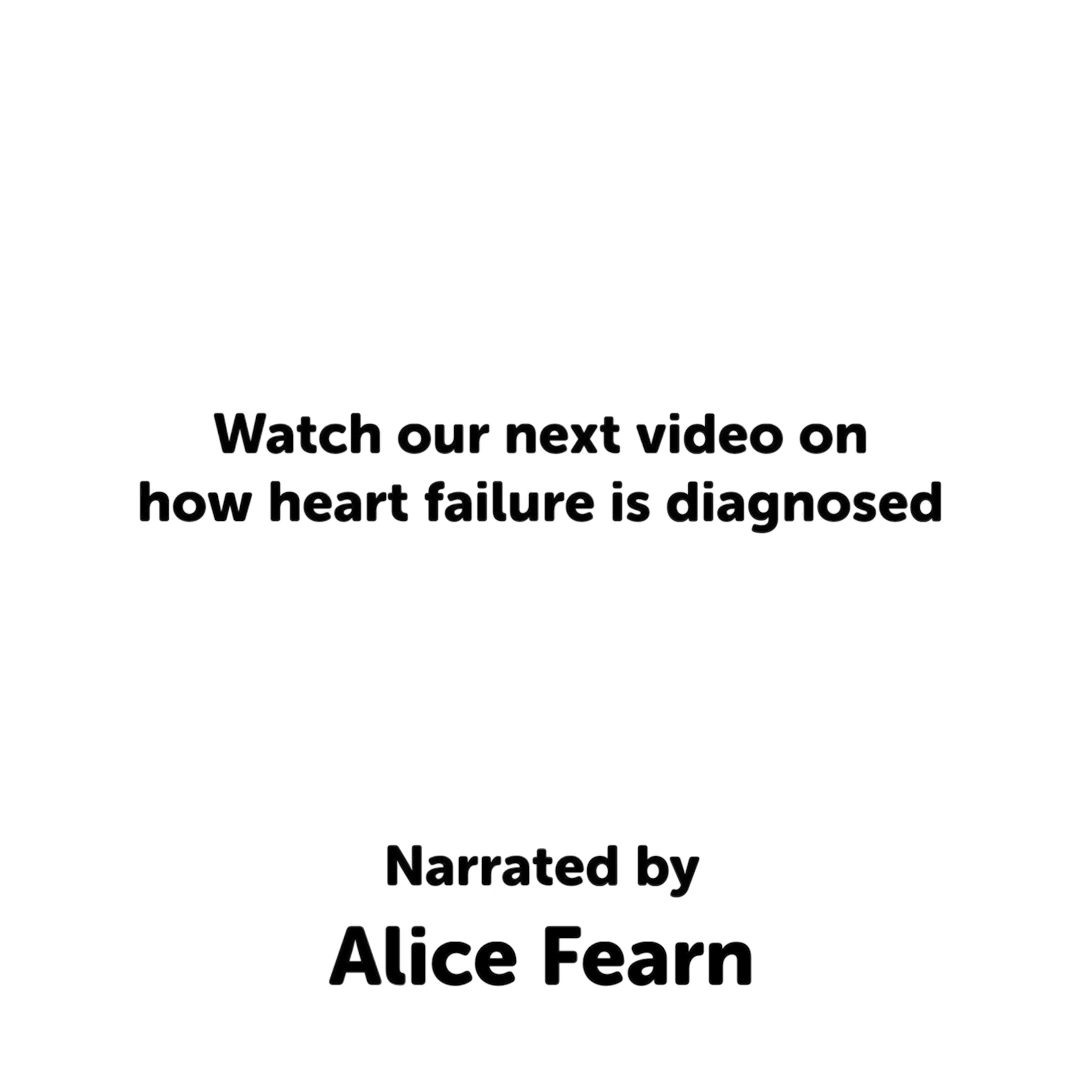 Watch our next video on
how heart failure is diagnosed
Narrated by
Alice Fearn